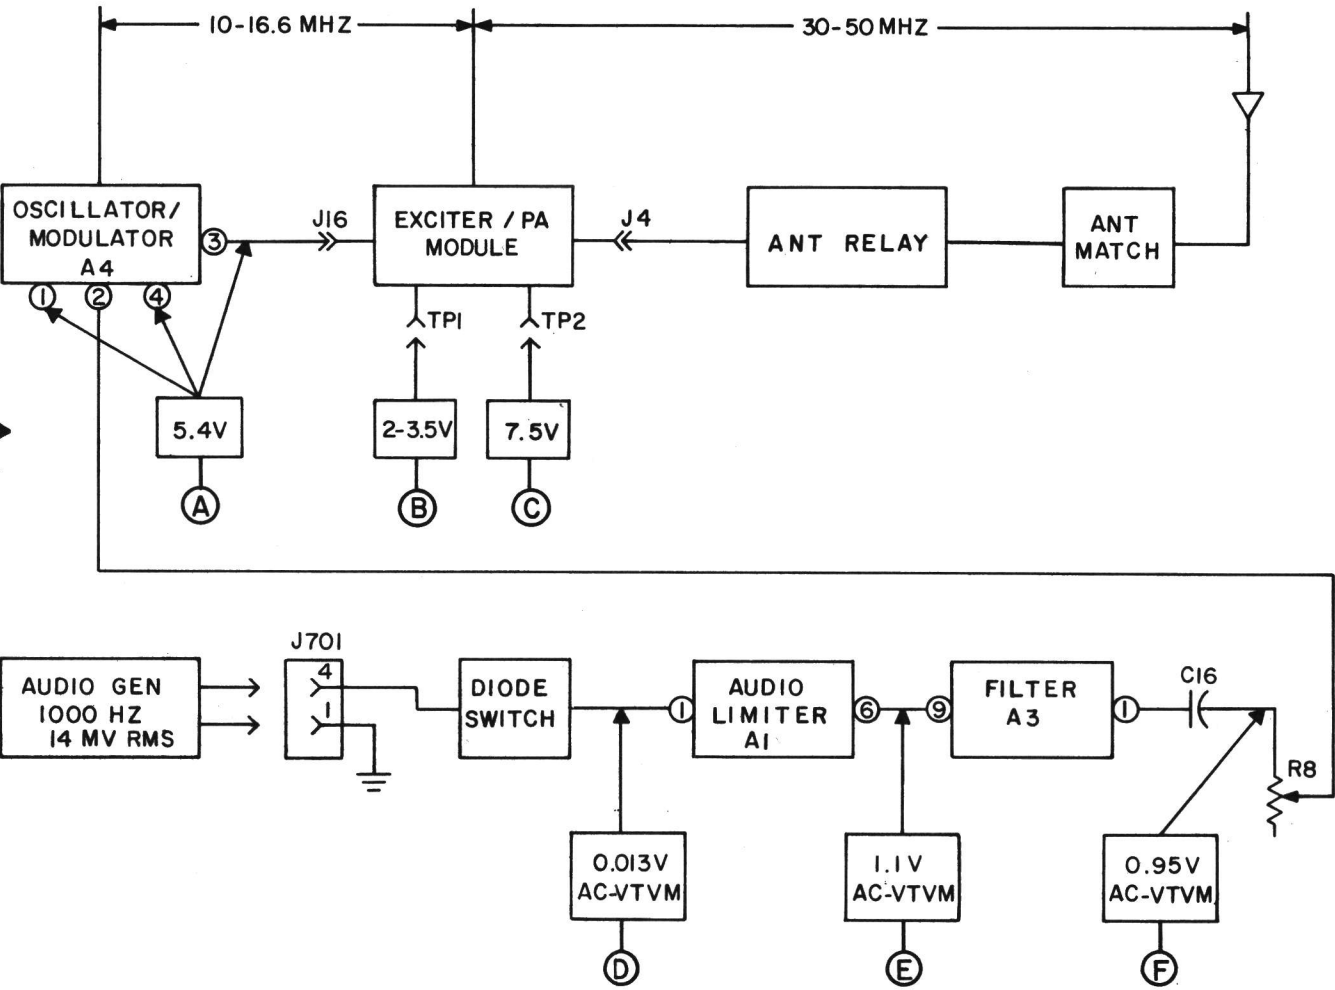 10-16.6 MHZ
30-50 MHZ
OSCILLATOR/
MODULATOR
A4
3
1
2
4
J16
EXCITER / PA
MODULE
J4
ANT RELAY
ANT
MATCH
TP1
TP2
5.4V
2-3.5V
7.5V
A
B
C
AUDIO GEN
1000 HZ
14 MV RMS
J701
4
1
DIODE
SWITCH
1
AUDIO
LIMITER
A1
6
9
FILTER
A3
1
C16
R8
0.013V
AC-VTVM
1.1V
AC-VTVM
0.95V
AC-VTVM
D
E
F